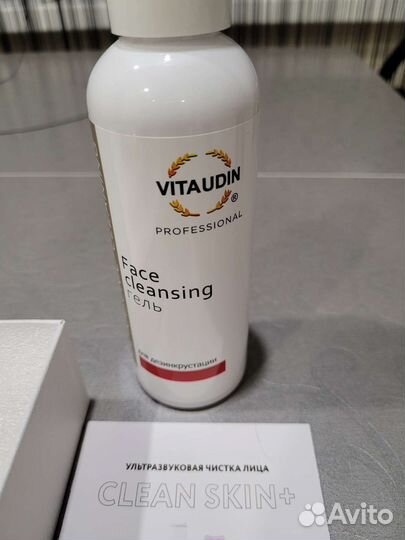 VITAUDIN
®
PROFESSIONAL
Face
cleansing
гель
для дезинкрустации
УЛЬТРАЗВУКОВАЯ ЧИСТКА ЛИЦА
CLEAN SKIN+
Avito